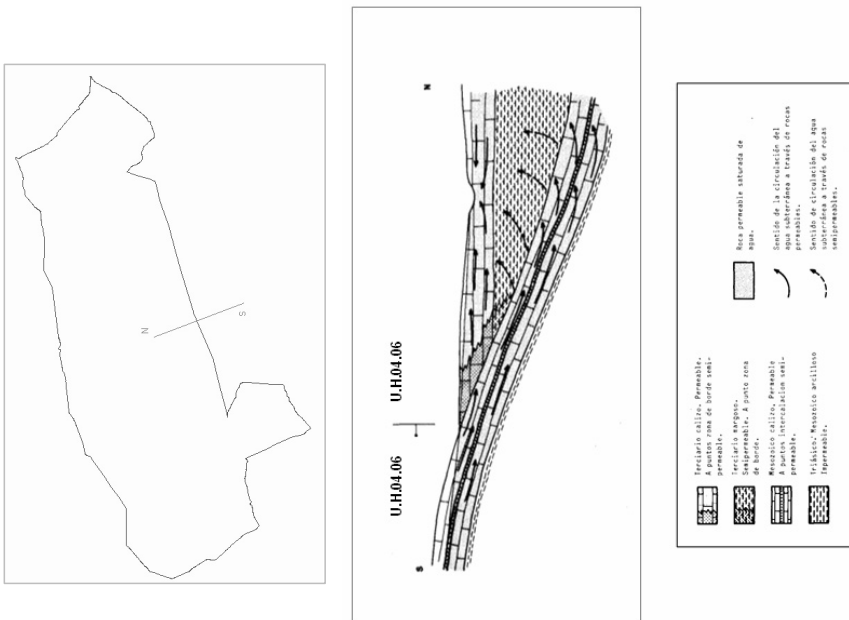 N
S
N
U.H.04.06
U.H.04.06
S
Terciario calizo. Permeable.
A puntos zona de borde semi-
permeable.
Terciario margoso.
Semipermeable. A punto zona
de borde.
Mesozoico calizo. Permeable
A puntos intercalacion semi-
permeable.
Triásico/ Mesozoico arcilloso
Impermeable.
Roca permeable saturada de
agua.
Sentido de la circulación del
agua subterránea a través de rocas
permeables.
Sentido de circulación del agua
subterránea a través de rocas
semipermeables.